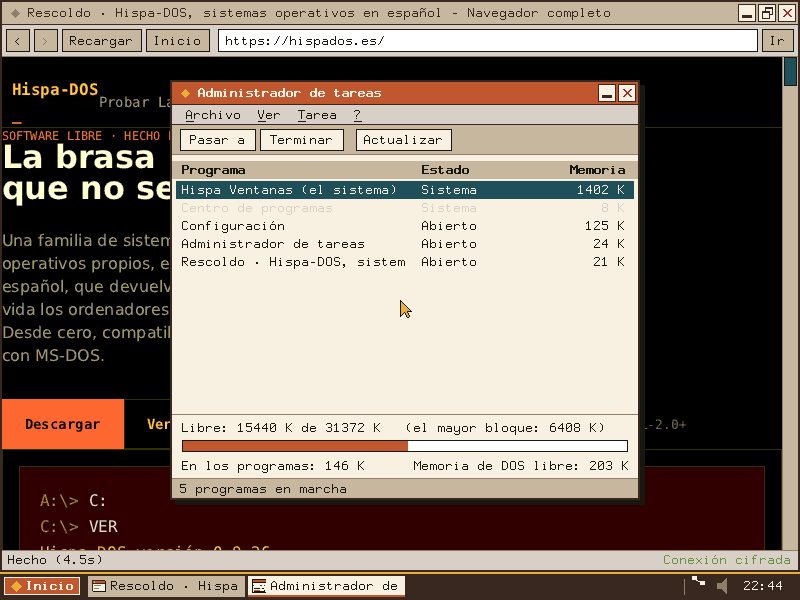 Rescoldo · Hispa-DOS, sistemas operativos en español - Navegador completo
< > Recargar Inicio https://hispados.es/ Ir
Hispa-DOS
Probar La
SOFTWARE LIBRE · HECHO
La brasa
que no se
Una familia de sistem
operativos propios, e
español, que devuelv
vida los ordenadores
Desde cero, compatil
con MS-DOS.
Descargar Ver
L-2.0+
A:\> C:
C:\> VER
Administrador de tareas
Archivo Ver Tarea ?
Pasar a Terminar Actualizar
Programa Estado Memoria
Hispa Ventanas (el sistema) Sistema 1402 K
Centro de programas Sistema 8 K
Configuración Abierto 125 K
Administrador de tareas Abierto 24 K
Rescoldo · Hispa-DOS, sistem Abierto 21 K
Libre: 15440 K de 31372 K (el mayor bloque: 6408 K)
En los programas: 146 K Memoria de DOS libre: 203 K
5 programas en marcha
Hecho (4.5s) Conexión cifrada
Inicio Rescoldo · Hispa Administrador de 22:44